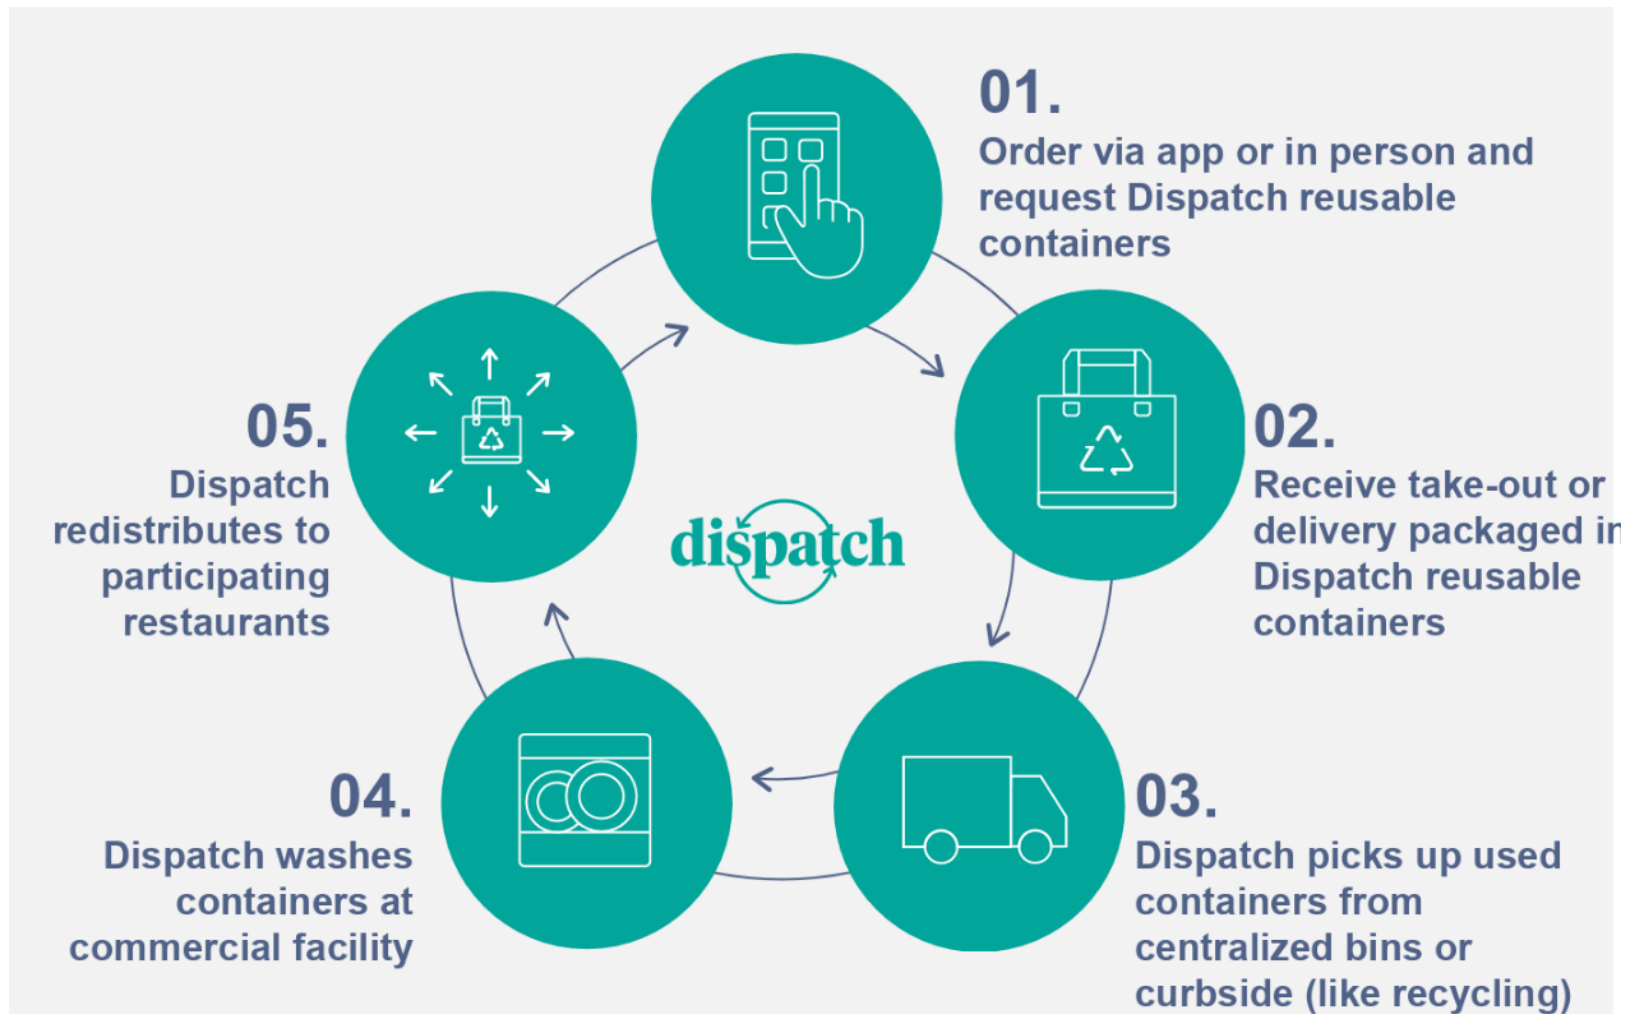 01.
Order via app or in person and
request Dispatch reusable
containers
02.
Receive take-out or
delivery packaged in
Dispatch reusable
containers
03.
Dispatch picks up used
containers from
centralized bins or
curbside (like recycling)
04.
Dispatch washes
containers at
commercial facility
05.
Dispatch
redistributes to
participating
restaurants
dispatch